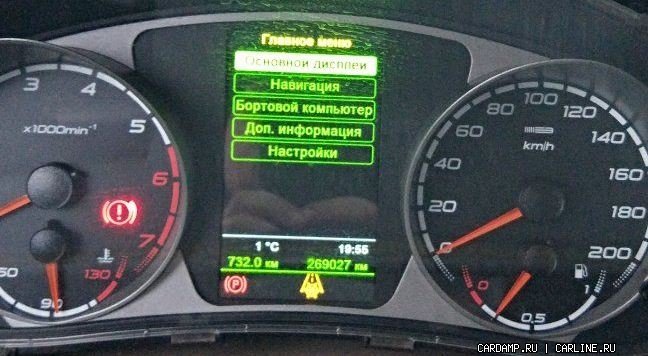 Главное меню
Основной дисплей
Навигация
Бортовой компьютер
Доп. информация
Настройки
1 °C 19:55
732.0 км 269027 км
P
3 4 5 6 7
x1000min⁻¹
90 130
0 20 40 60 80 100 120 140 160 180 200
km/h
0 0,5 1
CARDAMP.RU | CARLINE.RU